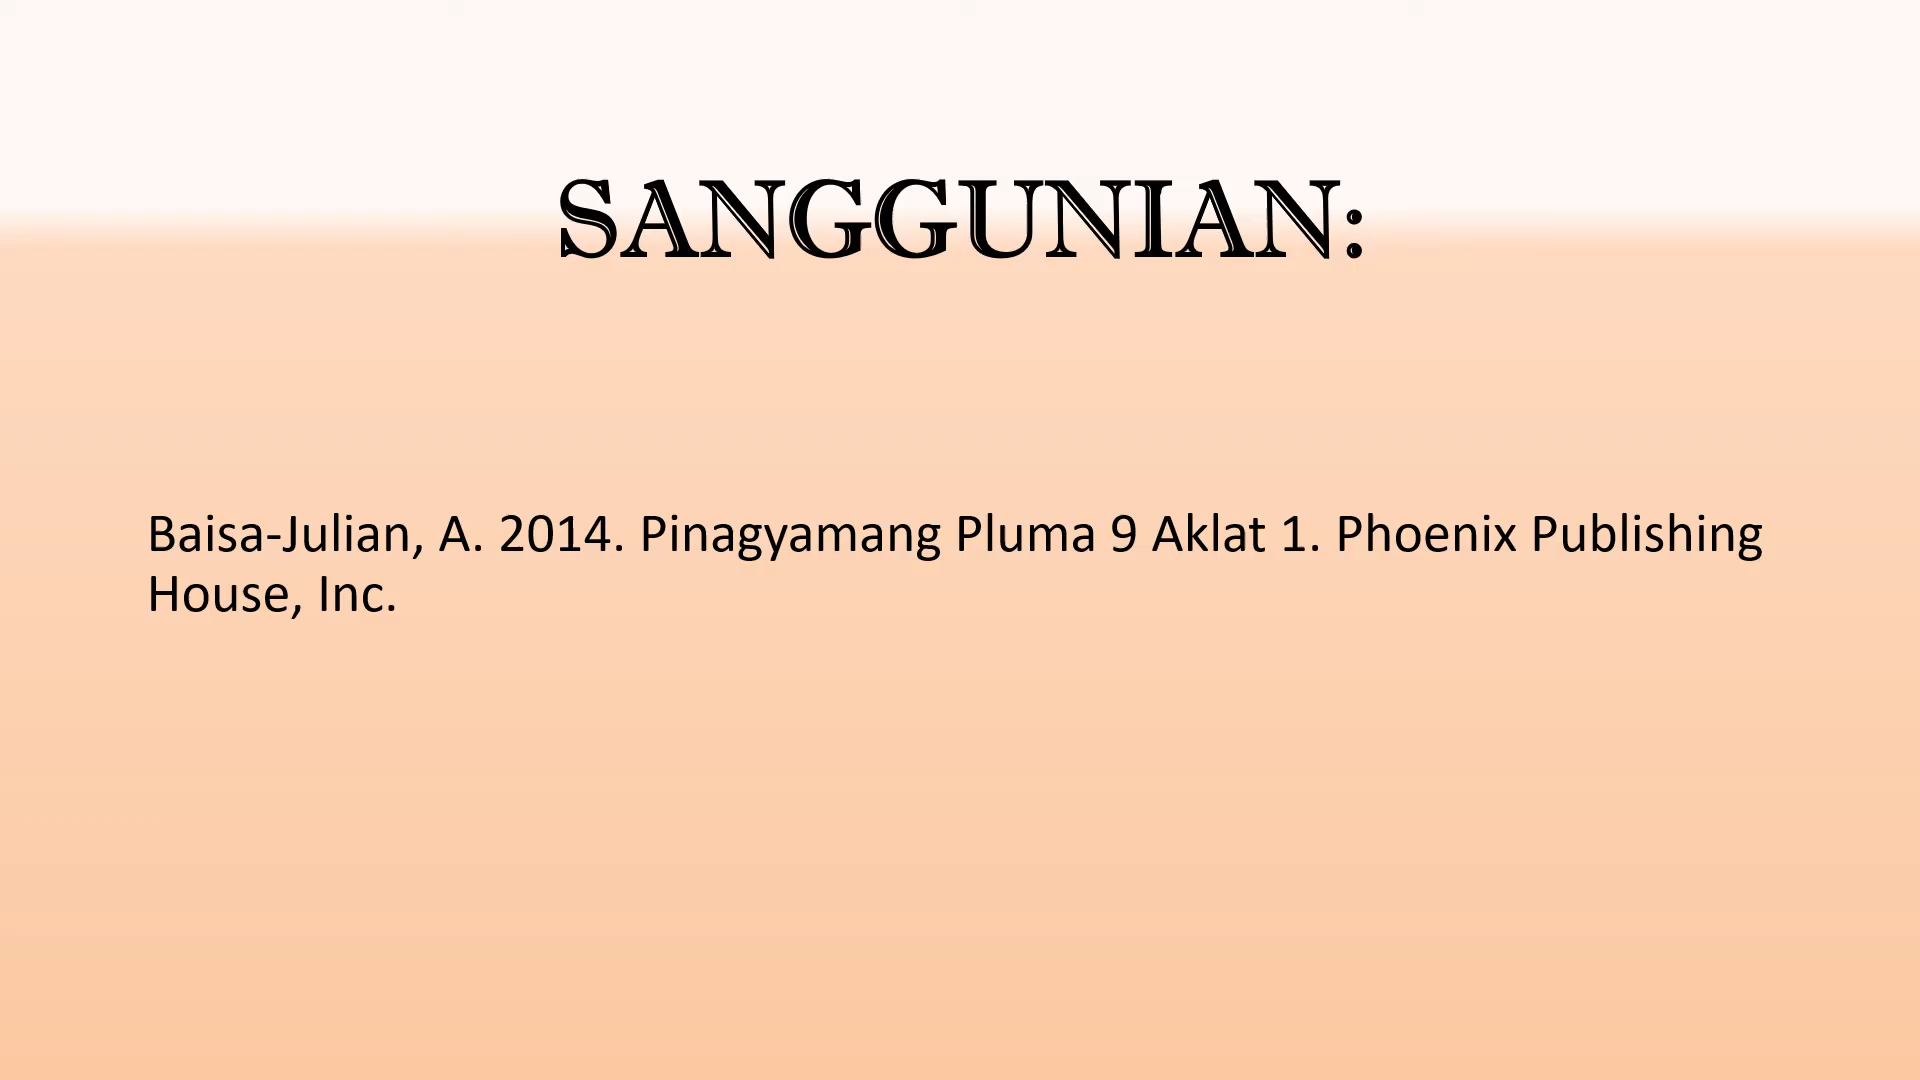 SANGGUNIAN:
Baisa-Julian, A. 2014. Pinagyamang Pluma 9 Aklat 1. Phoenix Publishing
House, Inc.